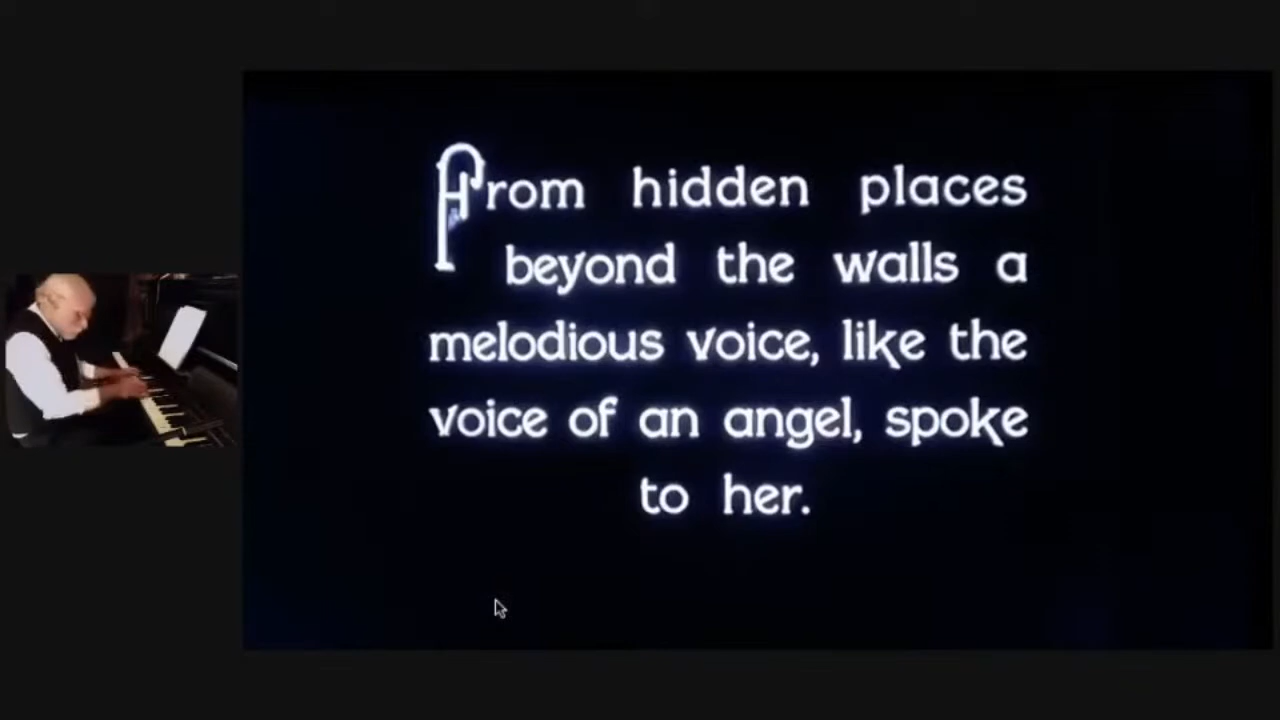 From hidden places
beyond the walls a
melodious voice, like the
voice of an angel, spoke
to her.